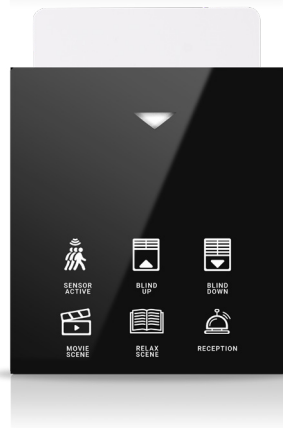 SENSOR
ACTIVE
BLIND
UP
BLIND
DOWN
MOVIE
SCENE
RELAX
SCENE
RECEPTION